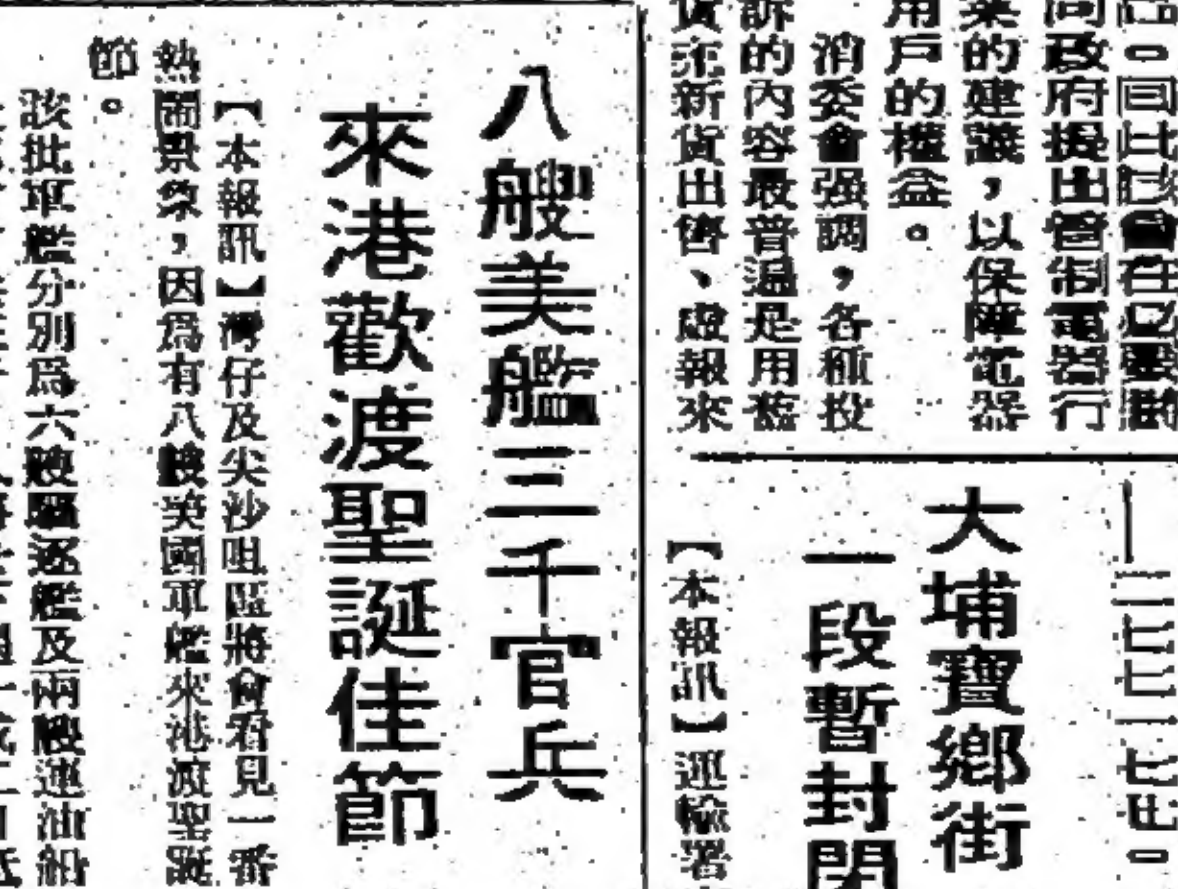 用戶的權益。
消委會强調，各種投
訴的內容最普遍是用舊
貨充新貨出售、虛報來
業的建議，以保障電器
同政府提出管制電器行
大埔寶鄉街
一段暫封閉
【本報訊】運輸署
八艘美艦三千官兵
來港歡渡聖誕佳節
【本報訊】灣仔及尖沙咀區將會看見一番
熱鬧景象，因爲有八艘美國軍艦來港渡聖誕
節。
該批軍艦分別爲六艘驅逐艦及兩艘運油船